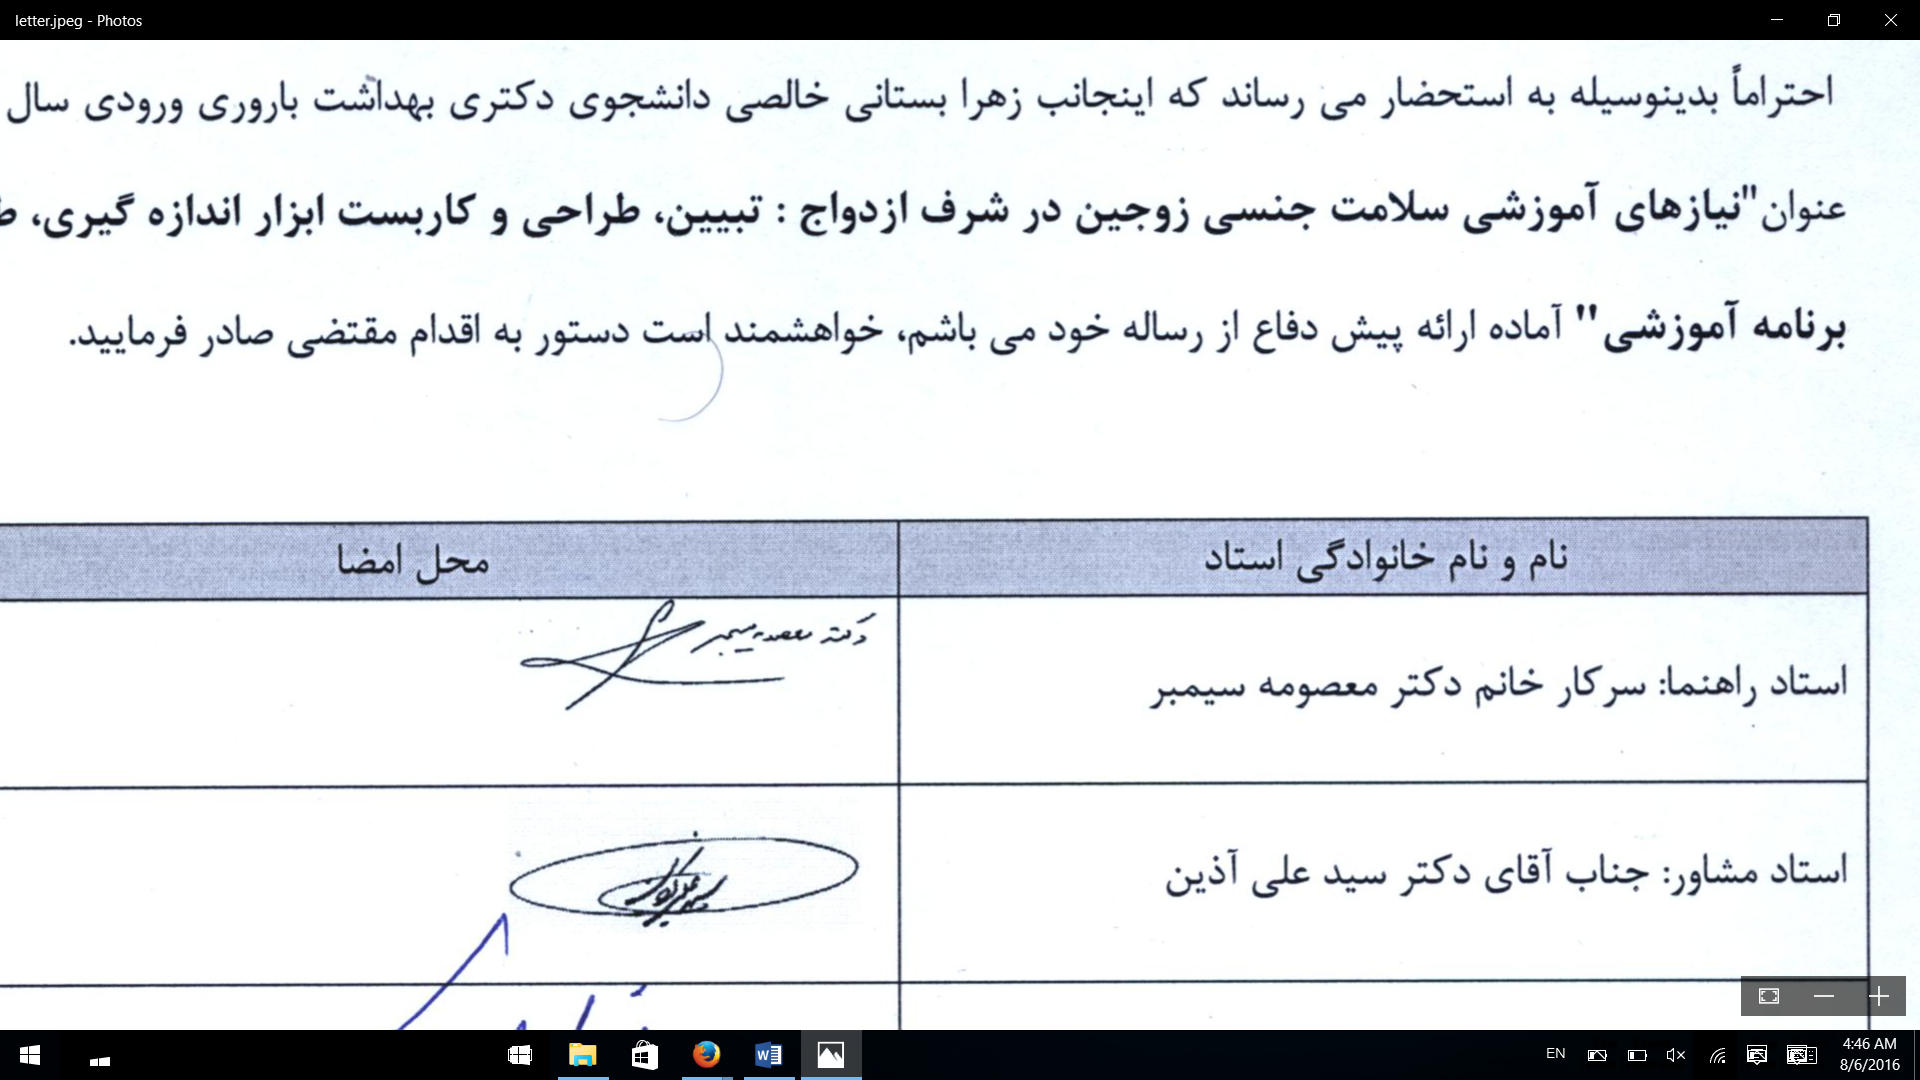 letter.jpeg - Photos
احتراماً بدینوسیله به استحضار می رساند که اینجانب زهرا بستانی خالصی دانشجوی دکتری بهداشت باروری ورودی سال
عنوان"نیازهای آموزشی سلامت جنسی زوجین در شرف ازدواج : تبیین، طراحی و کاربست ابزار اندازه گیری، ط
برنامه آموزشی" آماده ارائه پیش دفاع از رساله خود می باشم، خواهشمند است دستور به اقدام مقتضی صادر فرمایید.
نام و نام خانوادگی استاد محل امضا
استاد راهنما: سرکار خانم دکتر معصومه سیمبر دکتر معصومه سیمبر
استاد مشاور: جناب آقای دکتر سید علی آذین
EN 4:46 AM
8/6/2016